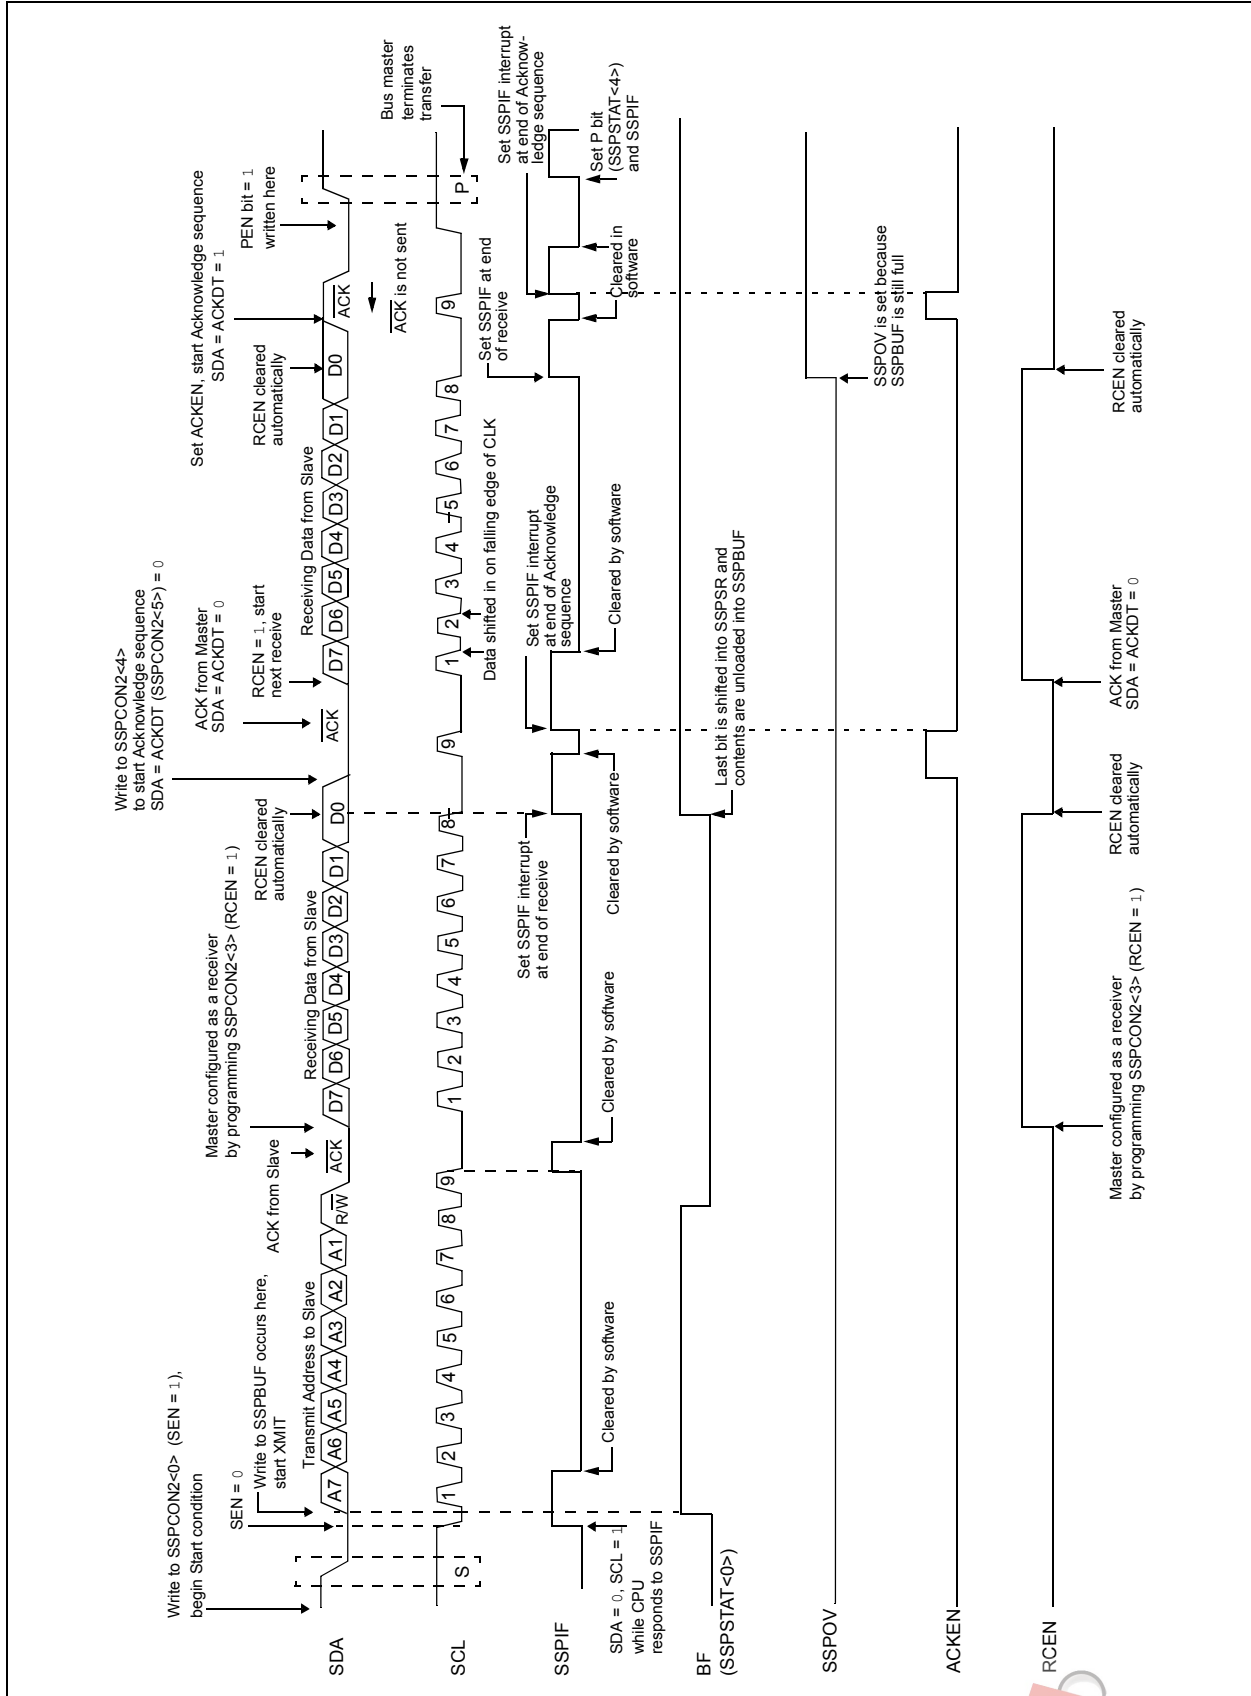 Write to SSPCON2<0> (SEN = 1),
begin Start condition
SEN = 0
Write to SSPBUF occurs here,
start XMIT
ACK from Slave
Master configured as a receiver
by programming SSPCON2<3> (RCEN = 1)
RCEN cleared
automatically
Write to SSPCON2<4>
to start Acknowledge sequence
SDA = ACKDT (SSPCON2<5>) = 0
ACK from Master
SDA = ACKDT = 0
RCEN = 1, start
next receive
RCEN cleared
automatically
Set ACKEN, start Acknowledge sequence
SDA = ACKDT = 1
PEN bit = 1
written here
Transmit Address to Slave
Receiving Data from Slave
Receiving Data from Slave
SDA
A7 A6 A5 A4 A3 A2 A1 R/W ACK D7 D6 D5 D4 D3 D2 D1 D0 ACK D7 D6 D5 D4 D3 D2 D1 D0 ACK
ACK is not sent
Bus master
terminates
transfer
SCL
S 1 2 3 4 5 6 7 8 9 1 2 3 4 5 6 7 8 9 1 2 3 4 5 6 7 8 9 P
Data shifted in on falling edge of CLK
Set SSPIF interrupt
at end of receive
Set SSPIF interrupt
at end of Acknowledge
sequence
Set SSPIF at end
of receive
Set SSPIF interrupt
at end of Acknow-
ledge sequence
SSPIF
SDA = 0, SCL = 1
while CPU
responds to SSPIF
Cleared by software
Cleared by software
Cleared by software
Cleared by software
Cleared in
software
Set P bit
(SSPSTAT<4>)
and SSPIF
BF
(SSPSTAT<0>)
Last bit is shifted into SSPSR and
contents are unloaded into SSPBUF
SSPOV
SSPOV is set because
SSPBUF is still full
ACKEN
RCEN
Master configured as a receiver
by programming SSPCON2<3> (RCEN = 1)
RCEN cleared
automatically
ACK from Master
SDA = ACKDT = 0
RCEN cleared
automatically